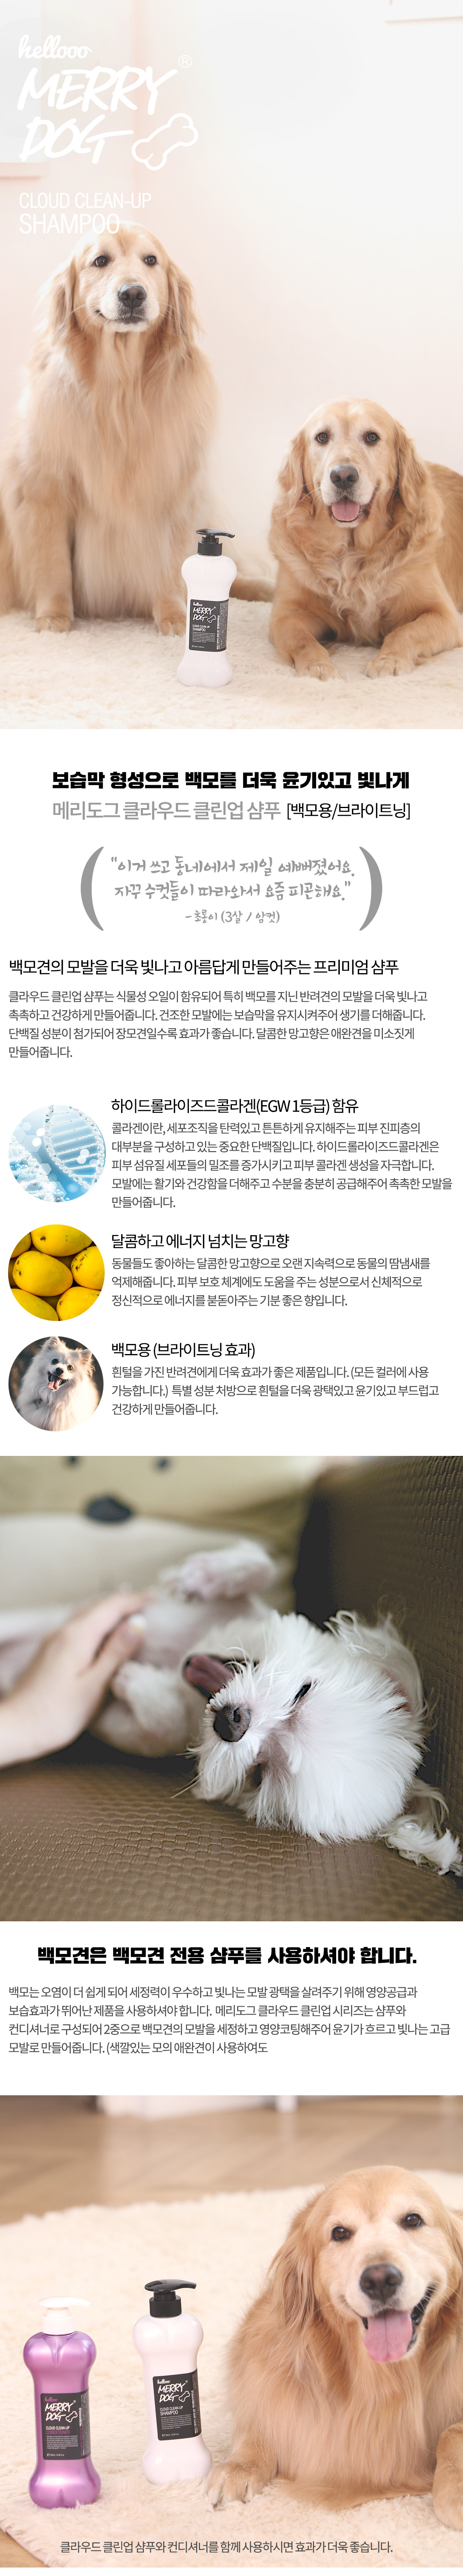 hellooo
MERRY
DOG
®
CLOUD CLEAN-UP
SHAMPOO
hellooo
MERRY
DOG
CLOUD CLEAN-UP
SHAMPOO
보습막 형성으로 백모를 더욱 윤기있고 빛나게
메리도그 클라우드 클린업 샴푸 [백모용/브라이트닝]
“이거 쓰고 동네에서 제일 예뻐졌어요.
자꾸 수컷들이 따라와서 요즘 피곤해요.”
- 초롱이 (3살 / 암컷)
백모견의 모발을 더욱 빛나고 아름답게 만들어주는 프리미엄 샴푸
클라우드 클린업 샴푸는 식물성 오일이 함유되어 특히 백모를 지닌 반려견의 모발을 더욱 빛나고
촉촉하고 건강하게 만들어줍니다. 건조한 모발에는 보습막을 유지시켜주어 생기를 더해줍니다.
단백질 성분이 첨가되어 장모견일수록 효과가 좋습니다. 달콤한 망고향은 애완견을 미소짓게
만들어줍니다.
하이드롤라이즈드콜라겐(EGW 1등급) 함유
콜라겐이란, 세포조직을 탄력있고 튼튼하게 유지해주는 피부 진피층의
대부분을 구성하고 있는 중요한 단백질입니다. 하이드롤라이즈드콜라겐은
피부 섬유질 세포들의 밀조를 증가시키고 피부 콜라겐 생성을 자극합니다.
모발에는 활기와 건강함을 더해주고 수분을 충분히 공급해주어 촉촉한 모발을
만들어줍니다.
달콤하고 에너지 넘치는 망고향
동물들도 좋아하는 달콤한 망고향으로 오랜 지속력으로 동물의 땀냄새를
억제해줍니다. 피부 보호 체계에도 도움을 주는 성분으로서 신체적으로
정신적으로 에너지를 붇돋아주는 기분 좋은 향입니다.
백모용 (브라이트닝 효과)
흰털을 가진 반려견에게 더욱 효과가 좋은 제품입니다. (모든 컬러에 사용
가능합니다.) 특별 성분 처방으로 흰털을 더욱 광택있고 윤기있고 부드럽고
건강하게 만들어줍니다.
백모견은 백모견 전용 샴푸를 사용하셔야 합니다.
백모는 오염이 더 쉽게 되어 세정력이 우수하고 빛나는 모발 광택을 살려주기 위해 영양공급과
보습효과가 뛰어난 제품을 사용하셔야 합니다. 메리도그 클라우드 클린업 시리즈는 샴푸와
컨디셔너로 구성되어 2중으로 백모견의 모발을 세정하고 영양코팅해주어 윤기가 흐르고 빛나는 고급
모발로 만들어줍니다. (색깔있는 모의 애완견이 사용하여도
hellooo
MERRY
DOG
CLOUD CLEAN-UP
CONDITIONER
hellooo
MERRY
DOG
CLOUD CLEAN-UP
SHAMPOO
클라우드 클린업 샴푸와 컨디셔너를 함께 사용하시면 효과가 더욱 좋습니다.